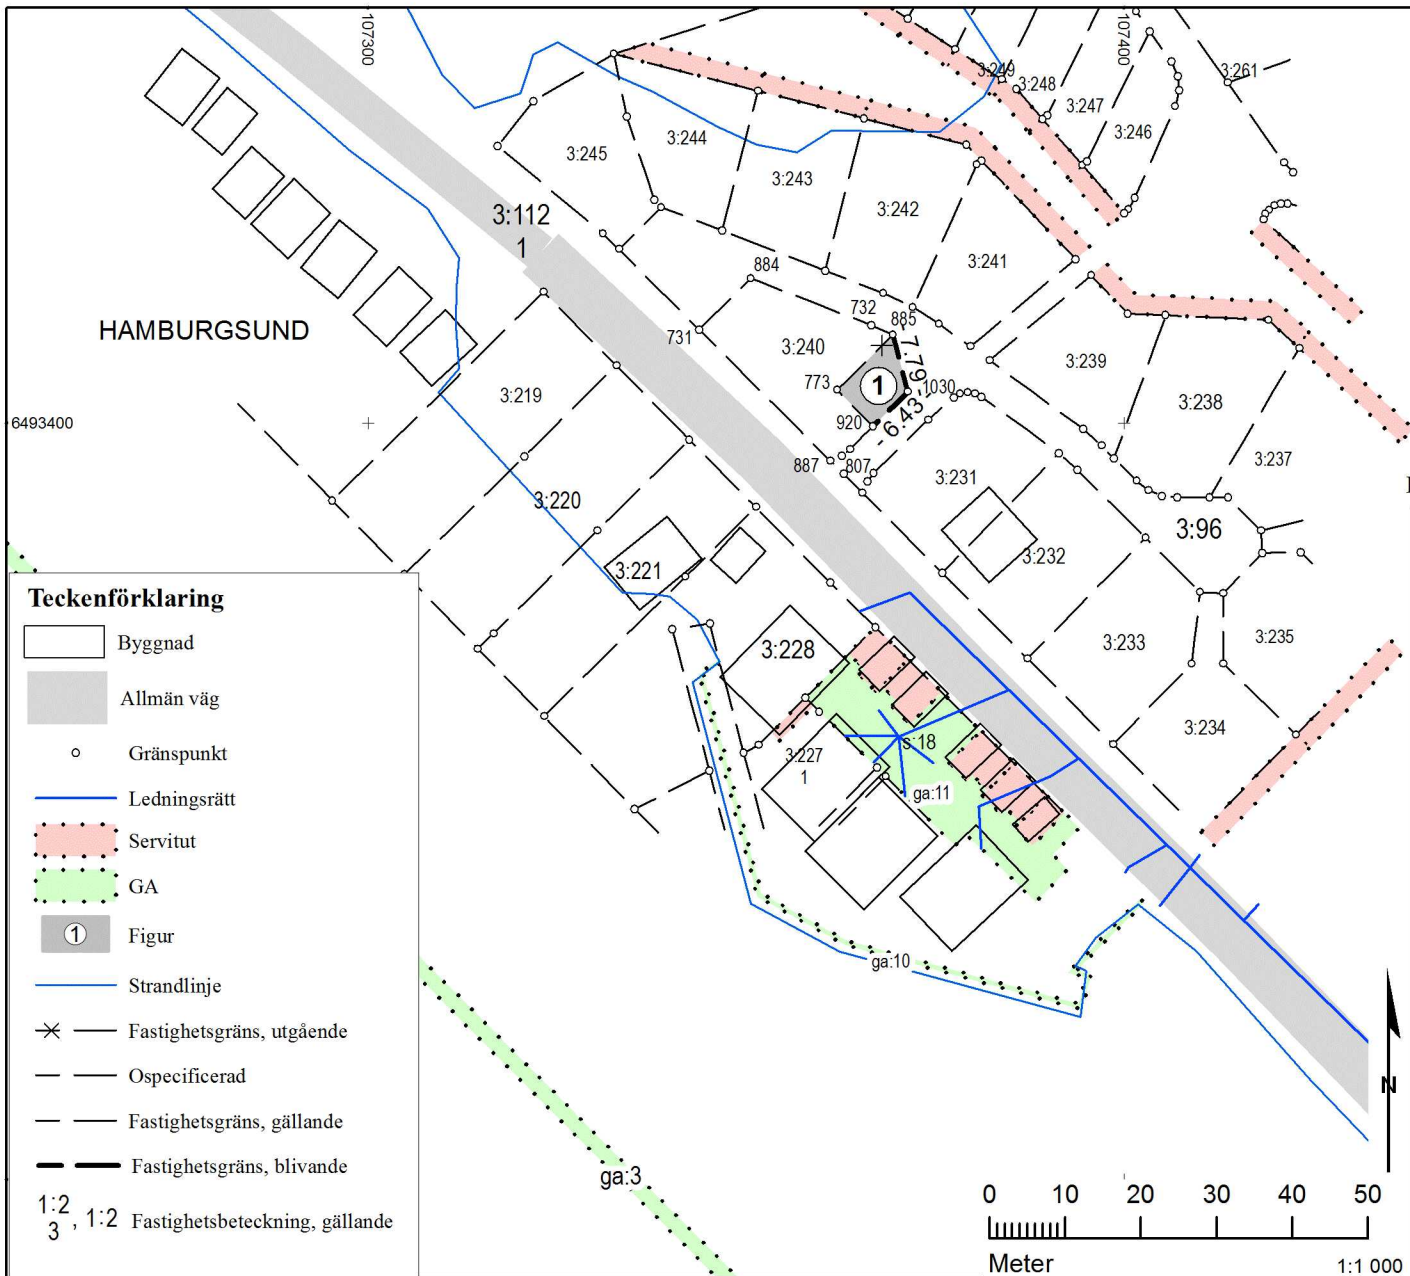 107300
107400
3:249
3:248
3:247
3:246
3:261
3:245
3:244
3:243
3:242
3:241
3:112
1
884
732
885
HAMBURGSUND
731
3:240
7.79
773
1
1030
3:239
3:238
3:219
6493400
920
6.43
887
807
3:231
3:237
3:220
3:96
3:232
3:221
3:228
3:233
3:235
3:234
s:18
3:227
1
ga:11
ga:10
ga:3
Teckenförklaring
Byggnad
Allmän väg
Gränspunkt
Ledningsrätt
Servitut
GA
1
Figur
Strandlinje
Fastighetsgräns, utgående
Ospecificerad
Fastighetsgräns, gällande
Fastighetsgräns, blivande
1:2
3 , 1:2 Fastighetsbeteckning, gällande
N
0 10 20 30 40 50
Meter
1:1 000